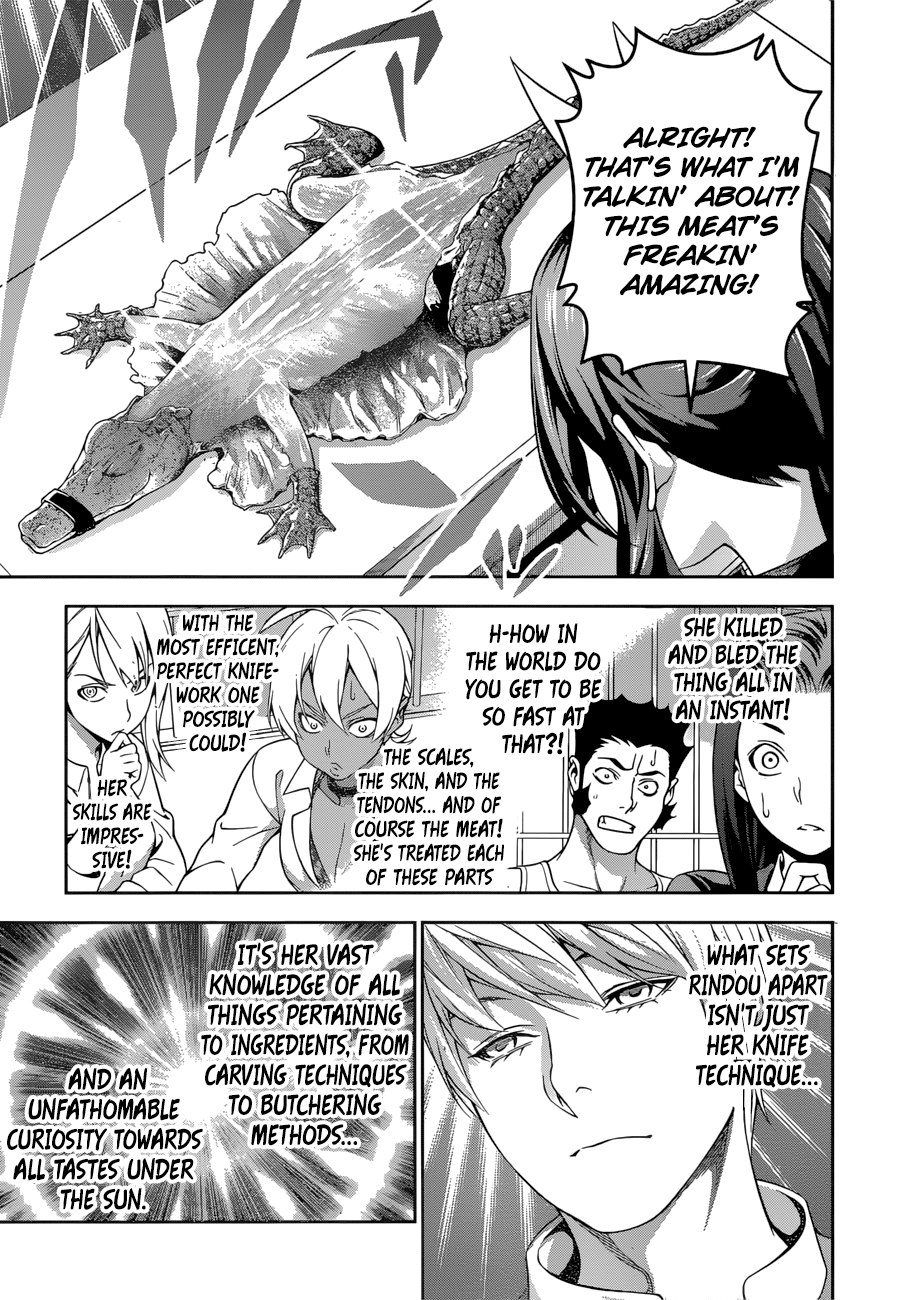 ALRIGHT!
THAT'S WHAT I'M
TALKIN' ABOUT!
THIS MEAT'S
FREAKIN'
AMAZING!
SHE KILLED
AND BLED THE
THING ALL IN
AN INSTANT!
H-HOW IN
THE WORLD DO
YOU GET TO BE
SO FAST AT
THAT?!
THE SCALES,
THE SKIN, AND THE
TENDONS... AND OF
COURSE THE MEAT!
SHE'S TREATED EACH
OF THESE PARTS
WITH THE
MOST EFFICENT,
PERFECT KNIFE-
WORK ONE
POSSIBLY
COULD!
HER
SKILLS ARE
IMPRES-
SIVE!
WHAT SETS
RINDOU APART
ISN'T JUST
HER KNIFE
TECHNIQUE...
IT'S HER VAST
KNOWLEDGE OF ALL
THINGS PERTAINING
TO INGREDIENTS, FROM
CARVING TECHNIQUES
TO BUTCHERING
METHODS...
AND AN
UNFATHOMABLE
CURIOSITY TOWARDS
ALL TASTES UNDER
THE SUN.